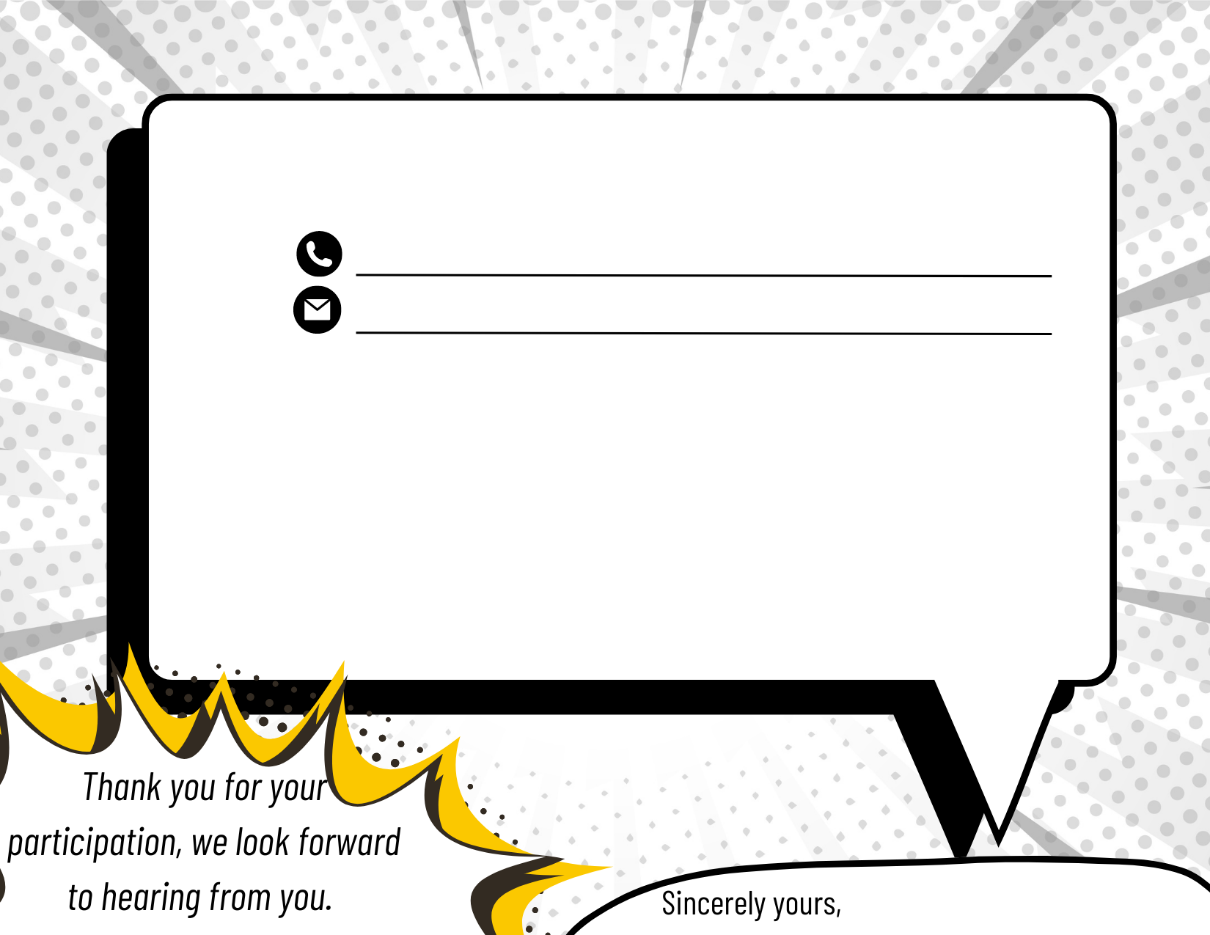 Thank you for your
participation, we look forward
to hearing from you.
Sincerely yours,